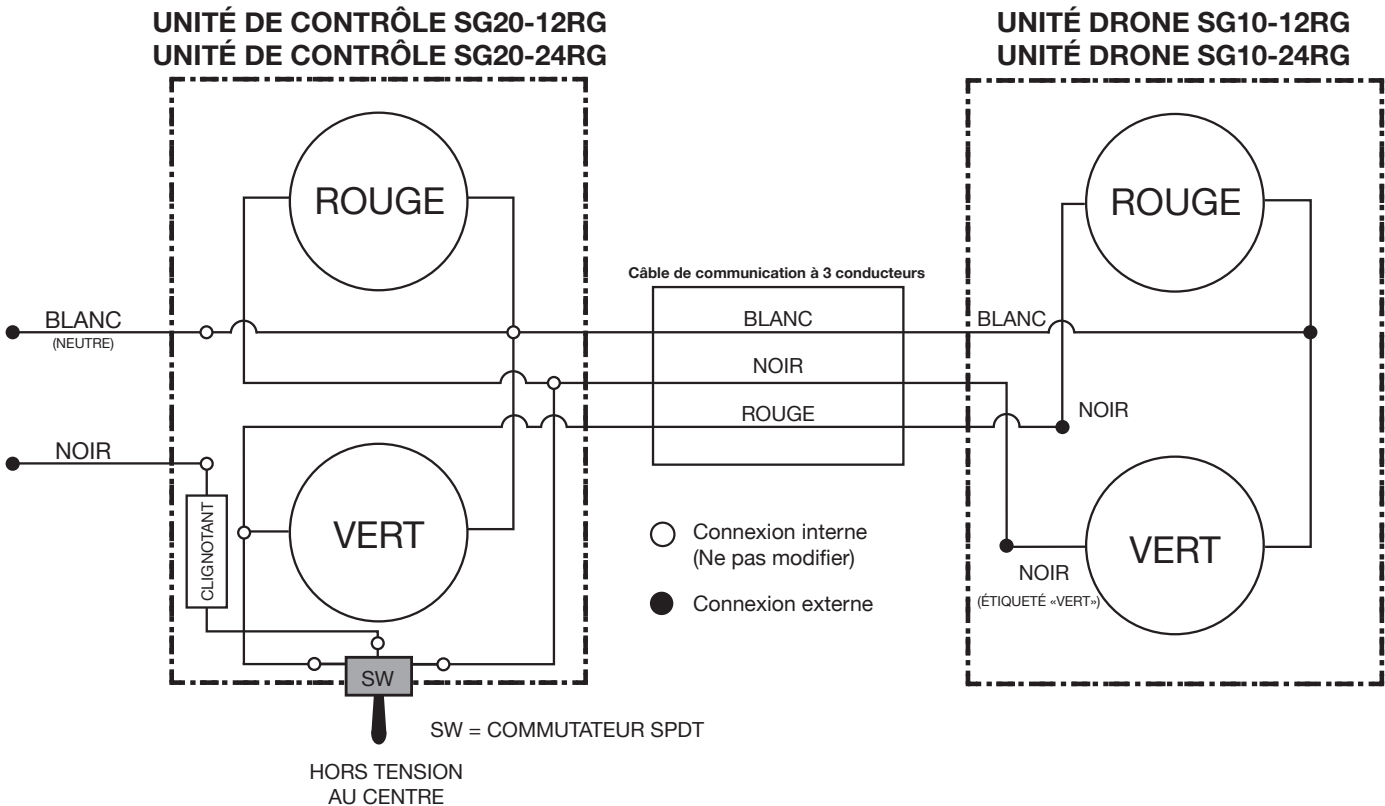 UNITÉ DE CONTRÔLE SG20-12RG
UNITÉ DE CONTRÔLE SG20-24RG
UNITÉ DRONE SG10-12RG
UNITÉ DRONE SG10-24RG
ROUGE
ROUGE
Câble de communication à 3 conducteurs
BLANC
(NEUTRE)
BLANC
BLANC
NOIR
ROUGE
NOIR
NOIR
CLIGNOTANT
VERT
VERT
Connexion interne
(Ne pas modifier)
Connexion externe
NOIR
(ÉTIQUETÉ «VERT»)
SW
SW = COMMUTATEUR SPDT
HORS TENSION
AU CENTRE